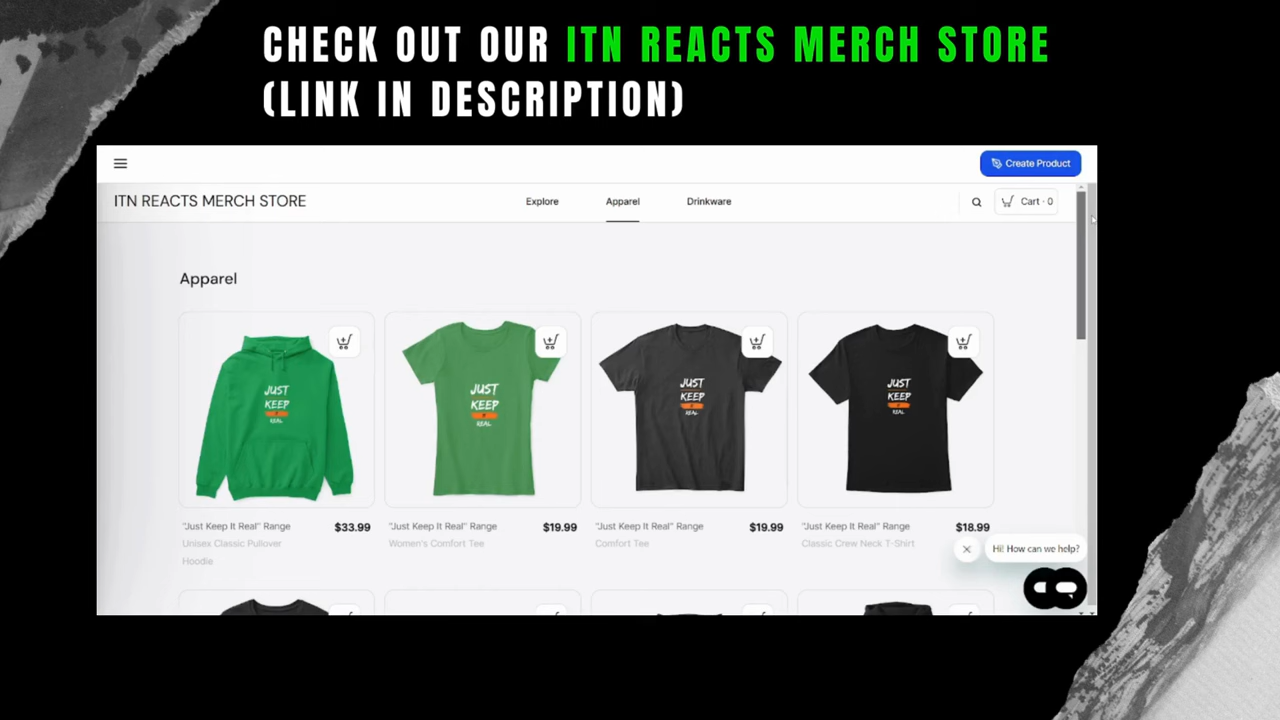 CHECK OUT OUR ITN REACTS MERCH STORE
(LINK IN DESCRIPTION)
Create Product
ITN REACTS MERCH STORE
Explore
Apparel
Drinkware
Cart · 0
Apparel
JUST
KEEP
IT
REAL
JUST
KEEP
IT
REAL
JUST
KEEP
IT
REAL
JUST
KEEP
IT
REAL
"Just Keep It Real" Range
$33.99
Unisex Classic Pullover
Hoodie
"Just Keep It Real" Range
$19.99
Women's Comfort Tee
"Just Keep It Real" Range
$19.99
Comfort Tee
"Just Keep It Real" Range
$18.99
Classic Crew Neck T-Shirt
Hi! How can we help?